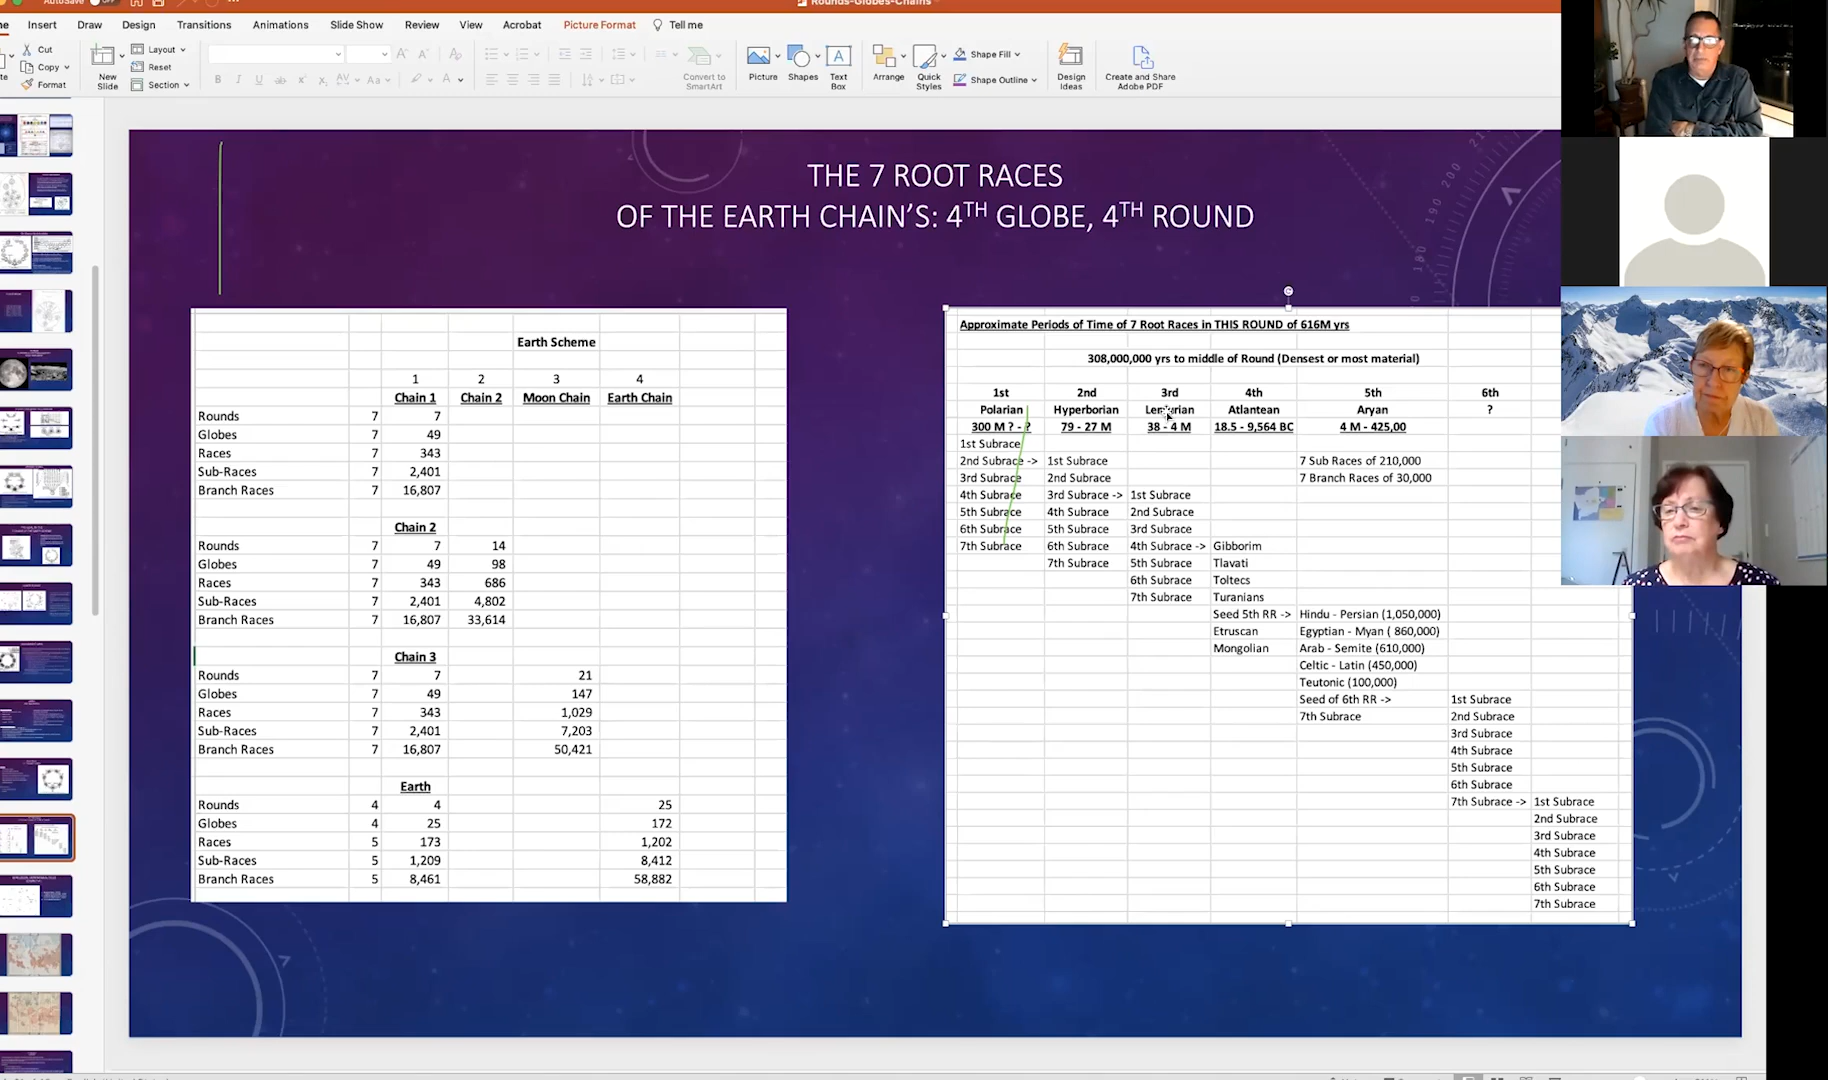 AutoSave
Rounds-Globes-Chains
Insert Draw Design Transitions Animations Slide Show Review View Acrobat Picture Format Tell me
Cut
Copy
Format
New Slide
Layout
Reset
Section
Convert to SmartArt
Picture
Shapes
Text Box
Arrange
Quick Styles
Shape Fill
Shape Outline
Design Ideas
Create and Share Adobe PDF
THE 7 ROOT RACES
OF THE EARTH CHAIN'S: 4TH GLOBE, 4TH ROUND
Earth Scheme
1 2 3 4
Chain 1 Chain 2 Moon Chain Earth Chain
Rounds 7 7
Globes 7 49
Races 7 343
Sub-Races 7 2,401
Branch Races 7 16,807
Chain 2
Rounds 7 7 14
Globes 7 49 98
Races 7 343 686
Sub-Races 7 2,401 4,802
Branch Races 7 16,807 33,614
Chain 3
Rounds 7 7 21
Globes 7 49 147
Races 7 343 1,029
Sub-Races 7 2,401 7,203
Branch Races 7 16,807 50,421
Earth
Rounds 4 4 25
Globes 4 25 172
Races 5 173 1,202
Sub-Races 5 1,209 8,412
Branch Races 5 8,461 58,882
Approximate Periods of Time of 7 Root Races in THIS ROUND of 616M yrs
308,000,000 yrs to middle of Round (Densest or most material)
1st 2nd 3rd 4th 5th 6th
Polarian Hyperborian Lemurian Atlantean Aryan ?
300 M ? - ? 79 - 27 M 38 - 4 M 18.5 - 9,564 BC 4 M - 425,00
1st Subrace
2nd Subrace -> 1st Subrace 7 Sub Races of 210,000
3rd Subrace 2nd Subrace 7 Branch Races of 30,000
4th Subrace 3rd Subrace -> 1st Subrace
5th Subrace 4th Subrace 2nd Subrace
6th Subrace 5th Subrace 3rd Subrace
7th Subrace 6th Subrace 4th Subrace -> Gibborim
7th Subrace 5th Subrace Tlavati
6th Subrace Toltecs
7th Subrace Turanians
Seed 5th RR -> Hindu - Persian (1,050,000)
Etruscan Egyptian - Myan ( 860,000)
Mongolian Arab - Semite (610,000)
Celtic - Latin (450,000)
Teutonic (100,000)
Seed of 6th RR -> 1st Subrace
7th Subrace 2nd Subrace
3rd Subrace
4th Subrace
5th Subrace
6th Subrace
7th Subrace -> 1st Subrace
2nd Subrace
3rd Subrace
4th Subrace
5th Subrace
6th Subrace
7th Subrace